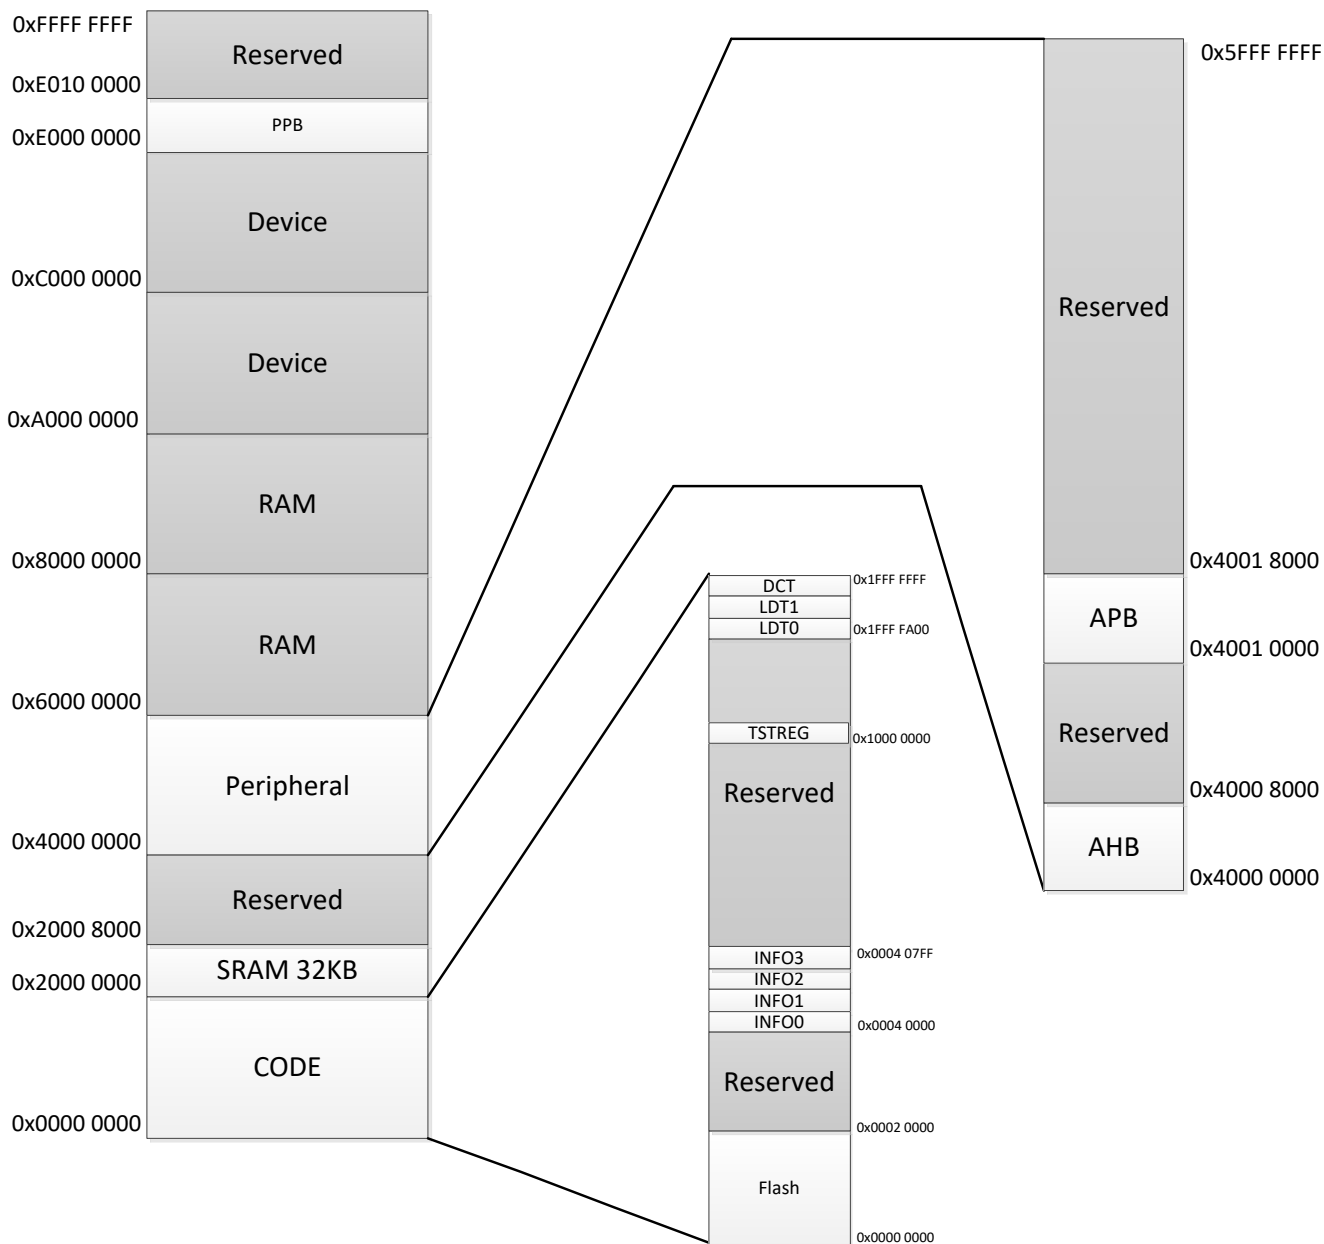 0xFFFF FFFF
Reserved
0xE010 0000
PPB
0xE000 0000
Device
0xC000 0000
Device
0xA000 0000
RAM
0x8000 0000
RAM
0x6000 0000
Peripheral
0x4000 0000
Reserved
0x2000 8000
SRAM 32KB
0x2000 0000
CODE
0x0000 0000
DCT
0x1FFF FFFF
LDT1
LDT0
0x1FFF FA00
TSTREG
0x1000 0000
Reserved
INFO3
0x0004 07FF
INFO2
INFO1
INFO0
0x0004 0000
Reserved
0x0002 0000
Flash
0x0000 0000
0x5FFF FFFF
Reserved
0x4001 8000
APB
0x4001 0000
Reserved
0x4000 8000
AHB
0x4000 0000